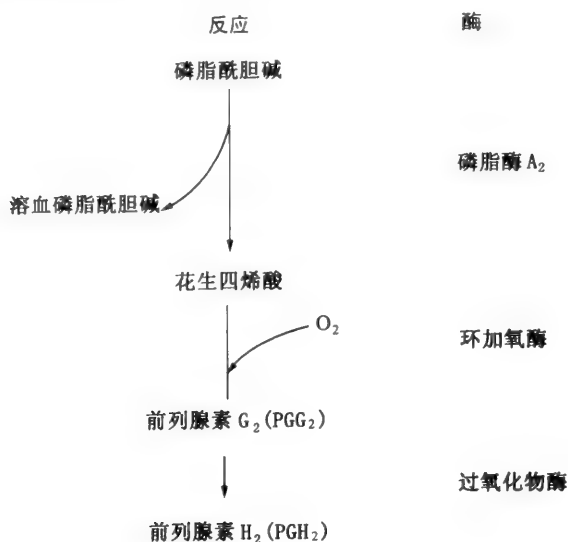 反应 酶
磷脂酰胆碱
磷脂酶 A₂
溶血磷脂酰胆碱
花生四烯酸
O₂
环加氧酶
前列腺素 G₂(PGG₂)
过氧化物酶
前列腺素 H₂(PGH₂)